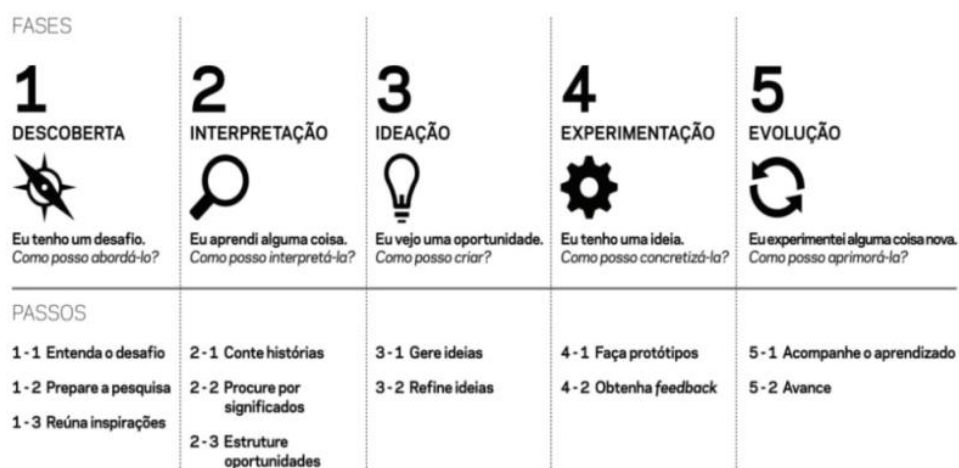 FASES
1
DESCOBERTA
Eu tenho um desafio.
Como posso abordá-lo?
2
INTERPRETAÇÃO
Eu aprendi alguma coisa.
Como posso interpretá-la?
3
IDEAÇÃO
Eu vejo uma oportunidade.
Como posso criar?
4
EXPERIMENTAÇÃO
Eu tenho uma ideia.
Como posso concretizá-la?
5
EVOLUÇÃO
Eu experimentei alguma coisa nova.
Como posso aprimorá-la?
PASSOS
1-1 Entenda o desafio
1-2 Prepare a pesquisa
1-3 Reúna inspirações
2-1 Conte histórias
2-2 Procure por
significados
2-3 Estruture
oportunidades
3-1 Gere ideias
3-2 Refine ideias
4-1 Faça protótipos
4-2 Obtenha feedback
5-1 Acompanhe o aprendizado
5-2 Avance